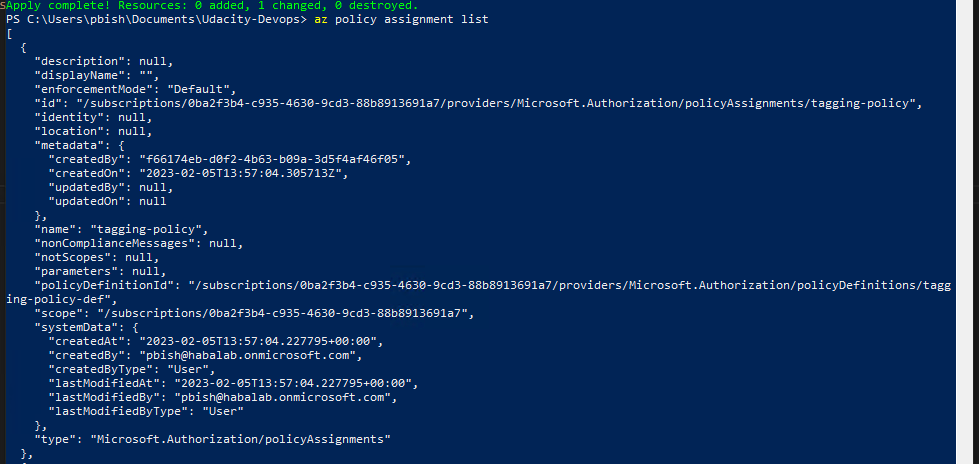 Apply complete! Resources: 0 added, 1 changed, 0 destroyed.
PS C:\Users\pbish\Documents\Udacity-Devops> az policy assignment list
[
  {
    "description": null,
    "displayName": "",
    "enforcementMode": "Default",
    "id": "/subscriptions/0ba2f3b4-c935-4630-9cd3-88b8913691a7/providers/Microsoft.Authorization/policyAssignments/tagging-policy",
    "identity": null,
    "location": null,
    "metadata": {
      "createdBy": "f66174eb-d0f2-4b63-b09a-3d5f4af46f05",
      "createdOn": "2023-02-05T13:57:04.305713Z",
      "updatedBy": null,
      "updatedOn": null
    },
    "name": "tagging-policy",
    "nonComplianceMessages": null,
    "notScopes": null,
    "parameters": null,
    "policyDefinitionId": "/subscriptions/0ba2f3b4-c935-4630-9cd3-88b8913691a7/providers/Microsoft.Authorization/policyDefinitions/tagg
ing-policy-def",
    "scope": "/subscriptions/0ba2f3b4-c935-4630-9cd3-88b8913691a7",
    "systemData": {
      "createdAt": "2023-02-05T13:57:04.227795+00:00",
      "createdBy": "pbish@habalab.onmicrosoft.com",
      "createdByType": "User",
      "lastModifiedAt": "2023-02-05T13:57:04.227795+00:00",
      "lastModifiedBy": "pbish@habalab.onmicrosoft.com",
      "lastModifiedByType": "User"
    },
    "type": "Microsoft.Authorization/policyAssignments"
  },